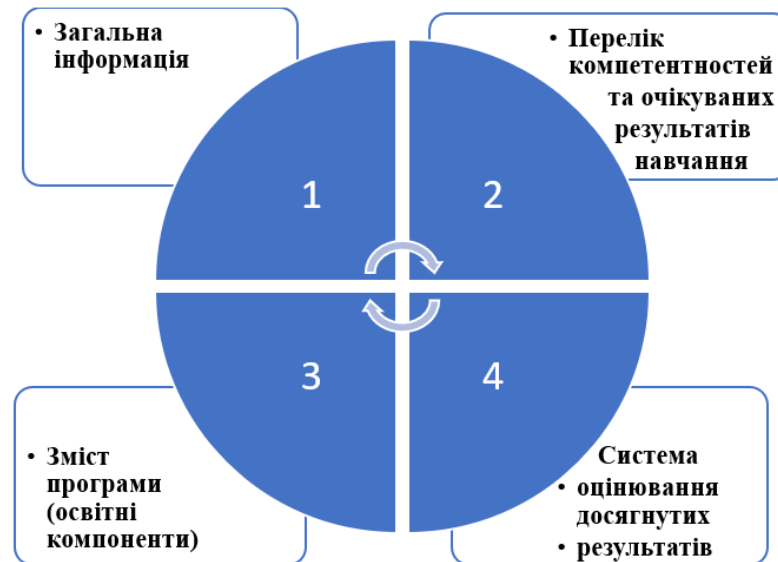 • Загальна
інформація
• Перелік
компетентностей
та очікуваних
результатів
навчання
1
2
3
4
• Зміст
програми
(освітні
компоненти)
Система
• оцінювання
досягнутих
• результатів